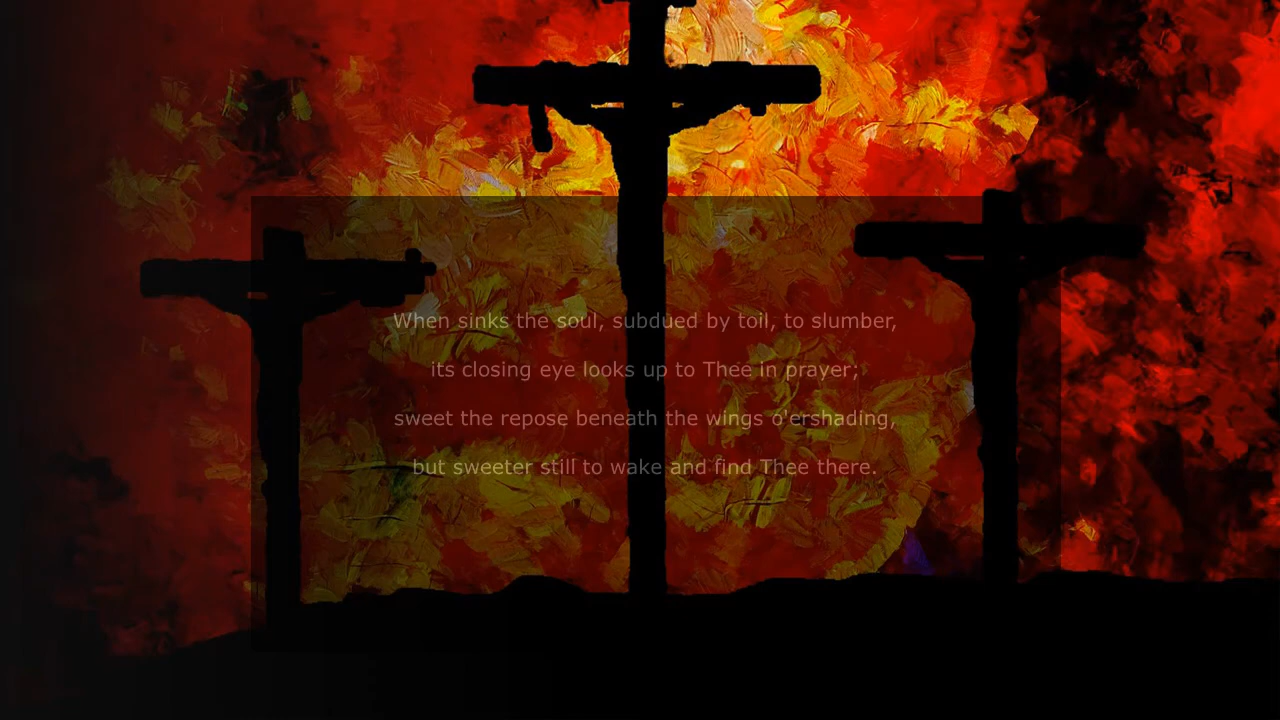 When sinks the soul, subdued by toil, to slumber,
its closing eye looks up to Thee in prayer;
sweet the repose beneath the wings o'ershading,
but sweeter still to wake and find Thee there.